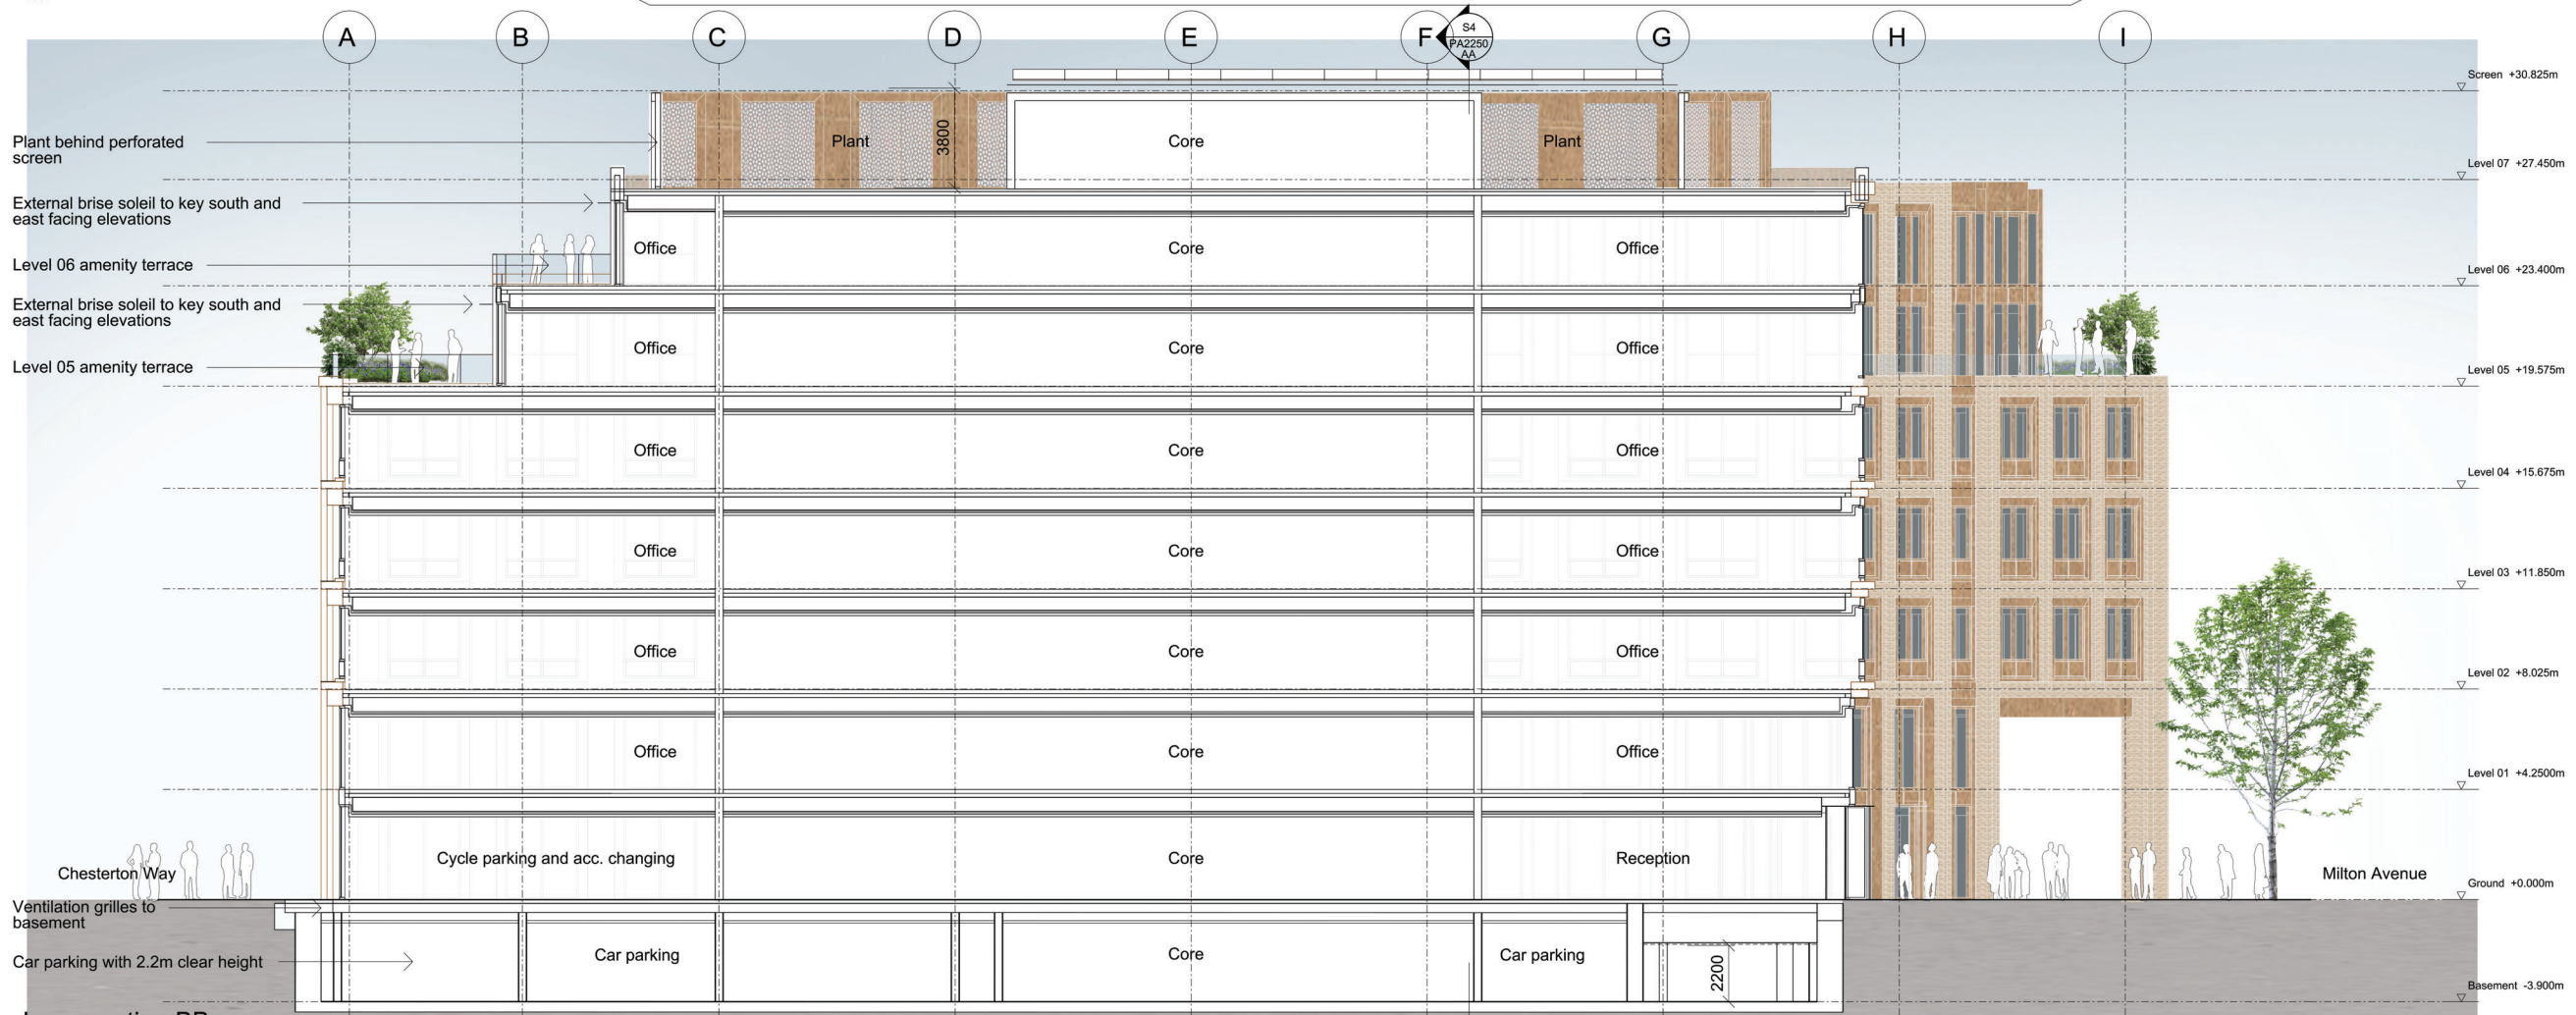 A B C D E F G H I
S4
PA2250
AA
Screen +30.825m
Plant behind perforated
screen
Plant
3800
Core
Plant
Level 07 +27.450m
External brise soleil to key south and
east facing elevations
Office
Core
Office
Level 06 amenity terrace
Level 06 +23.400m
External brise soleil to key south and
east facing elevations
Office
Core
Office
Level 05 amenity terrace
Level 05 +19.575m
Office
Core
Office
Level 04 +15.675m
Office
Core
Office
Level 03 +11.850m
Office
Core
Office
Level 02 +8.025m
Office
Core
Office
Level 01 +4.2500m
Cycle parking and acc. changing
Core
Reception
Chesterton Way
Milton Avenue
Ground +0.000m
Ventilation grilles to
basement
Car parking
Core
Car parking
Car parking with 2.2m clear height
2200
Basement -3.900m